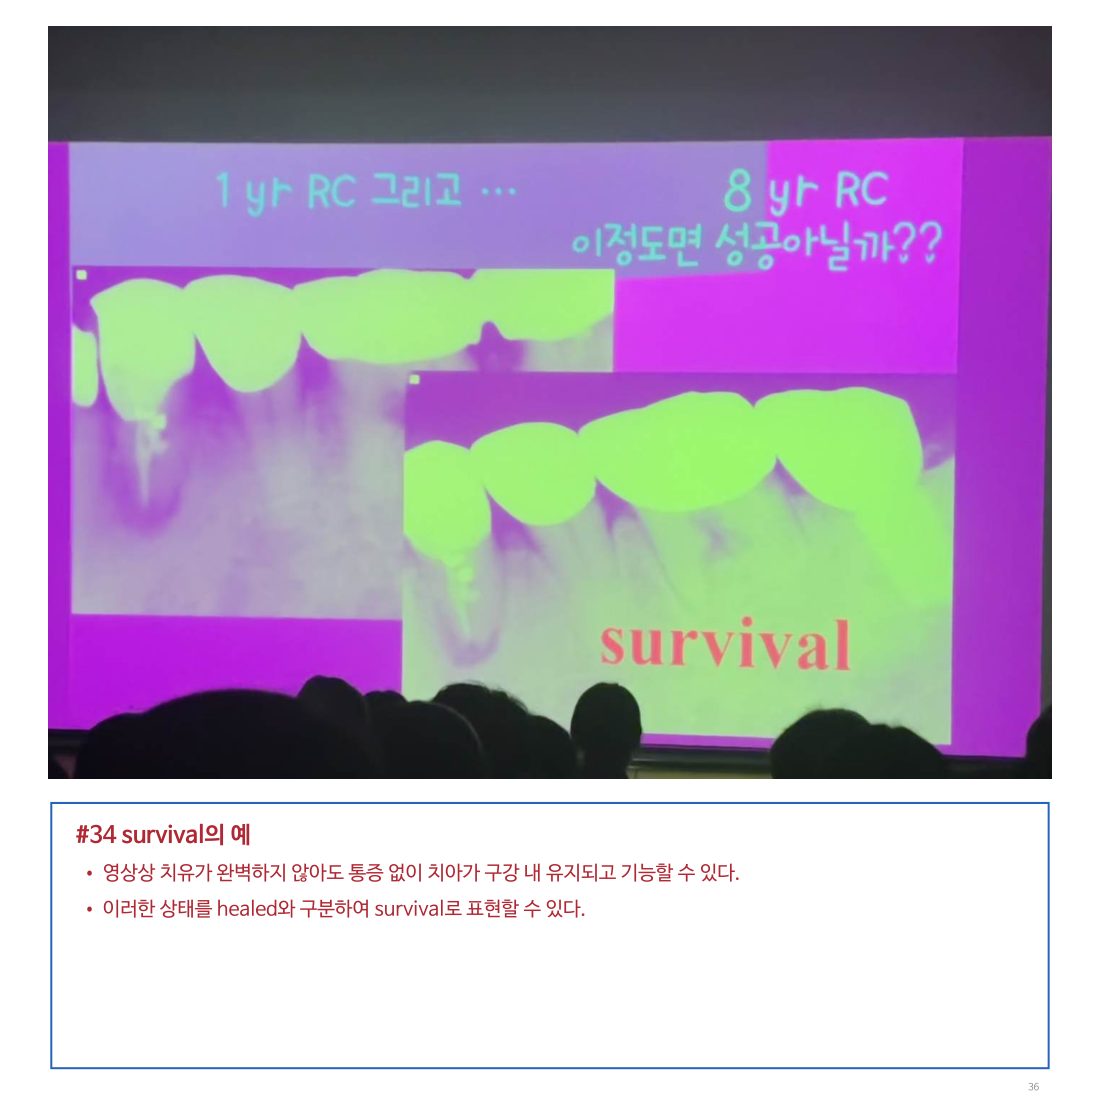 1 yr RC 그리고 ...
8 yr RC
이정도면 성공아닐까??
survival
#34 survival의 예
• 영상상 치유가 완벽하지 않아도 통증 없이 치아가 구강 내 유지되고 기능할 수 있다.
• 이러한 상태를 healed와 구분하여 survival로 표현할 수 있다.
36